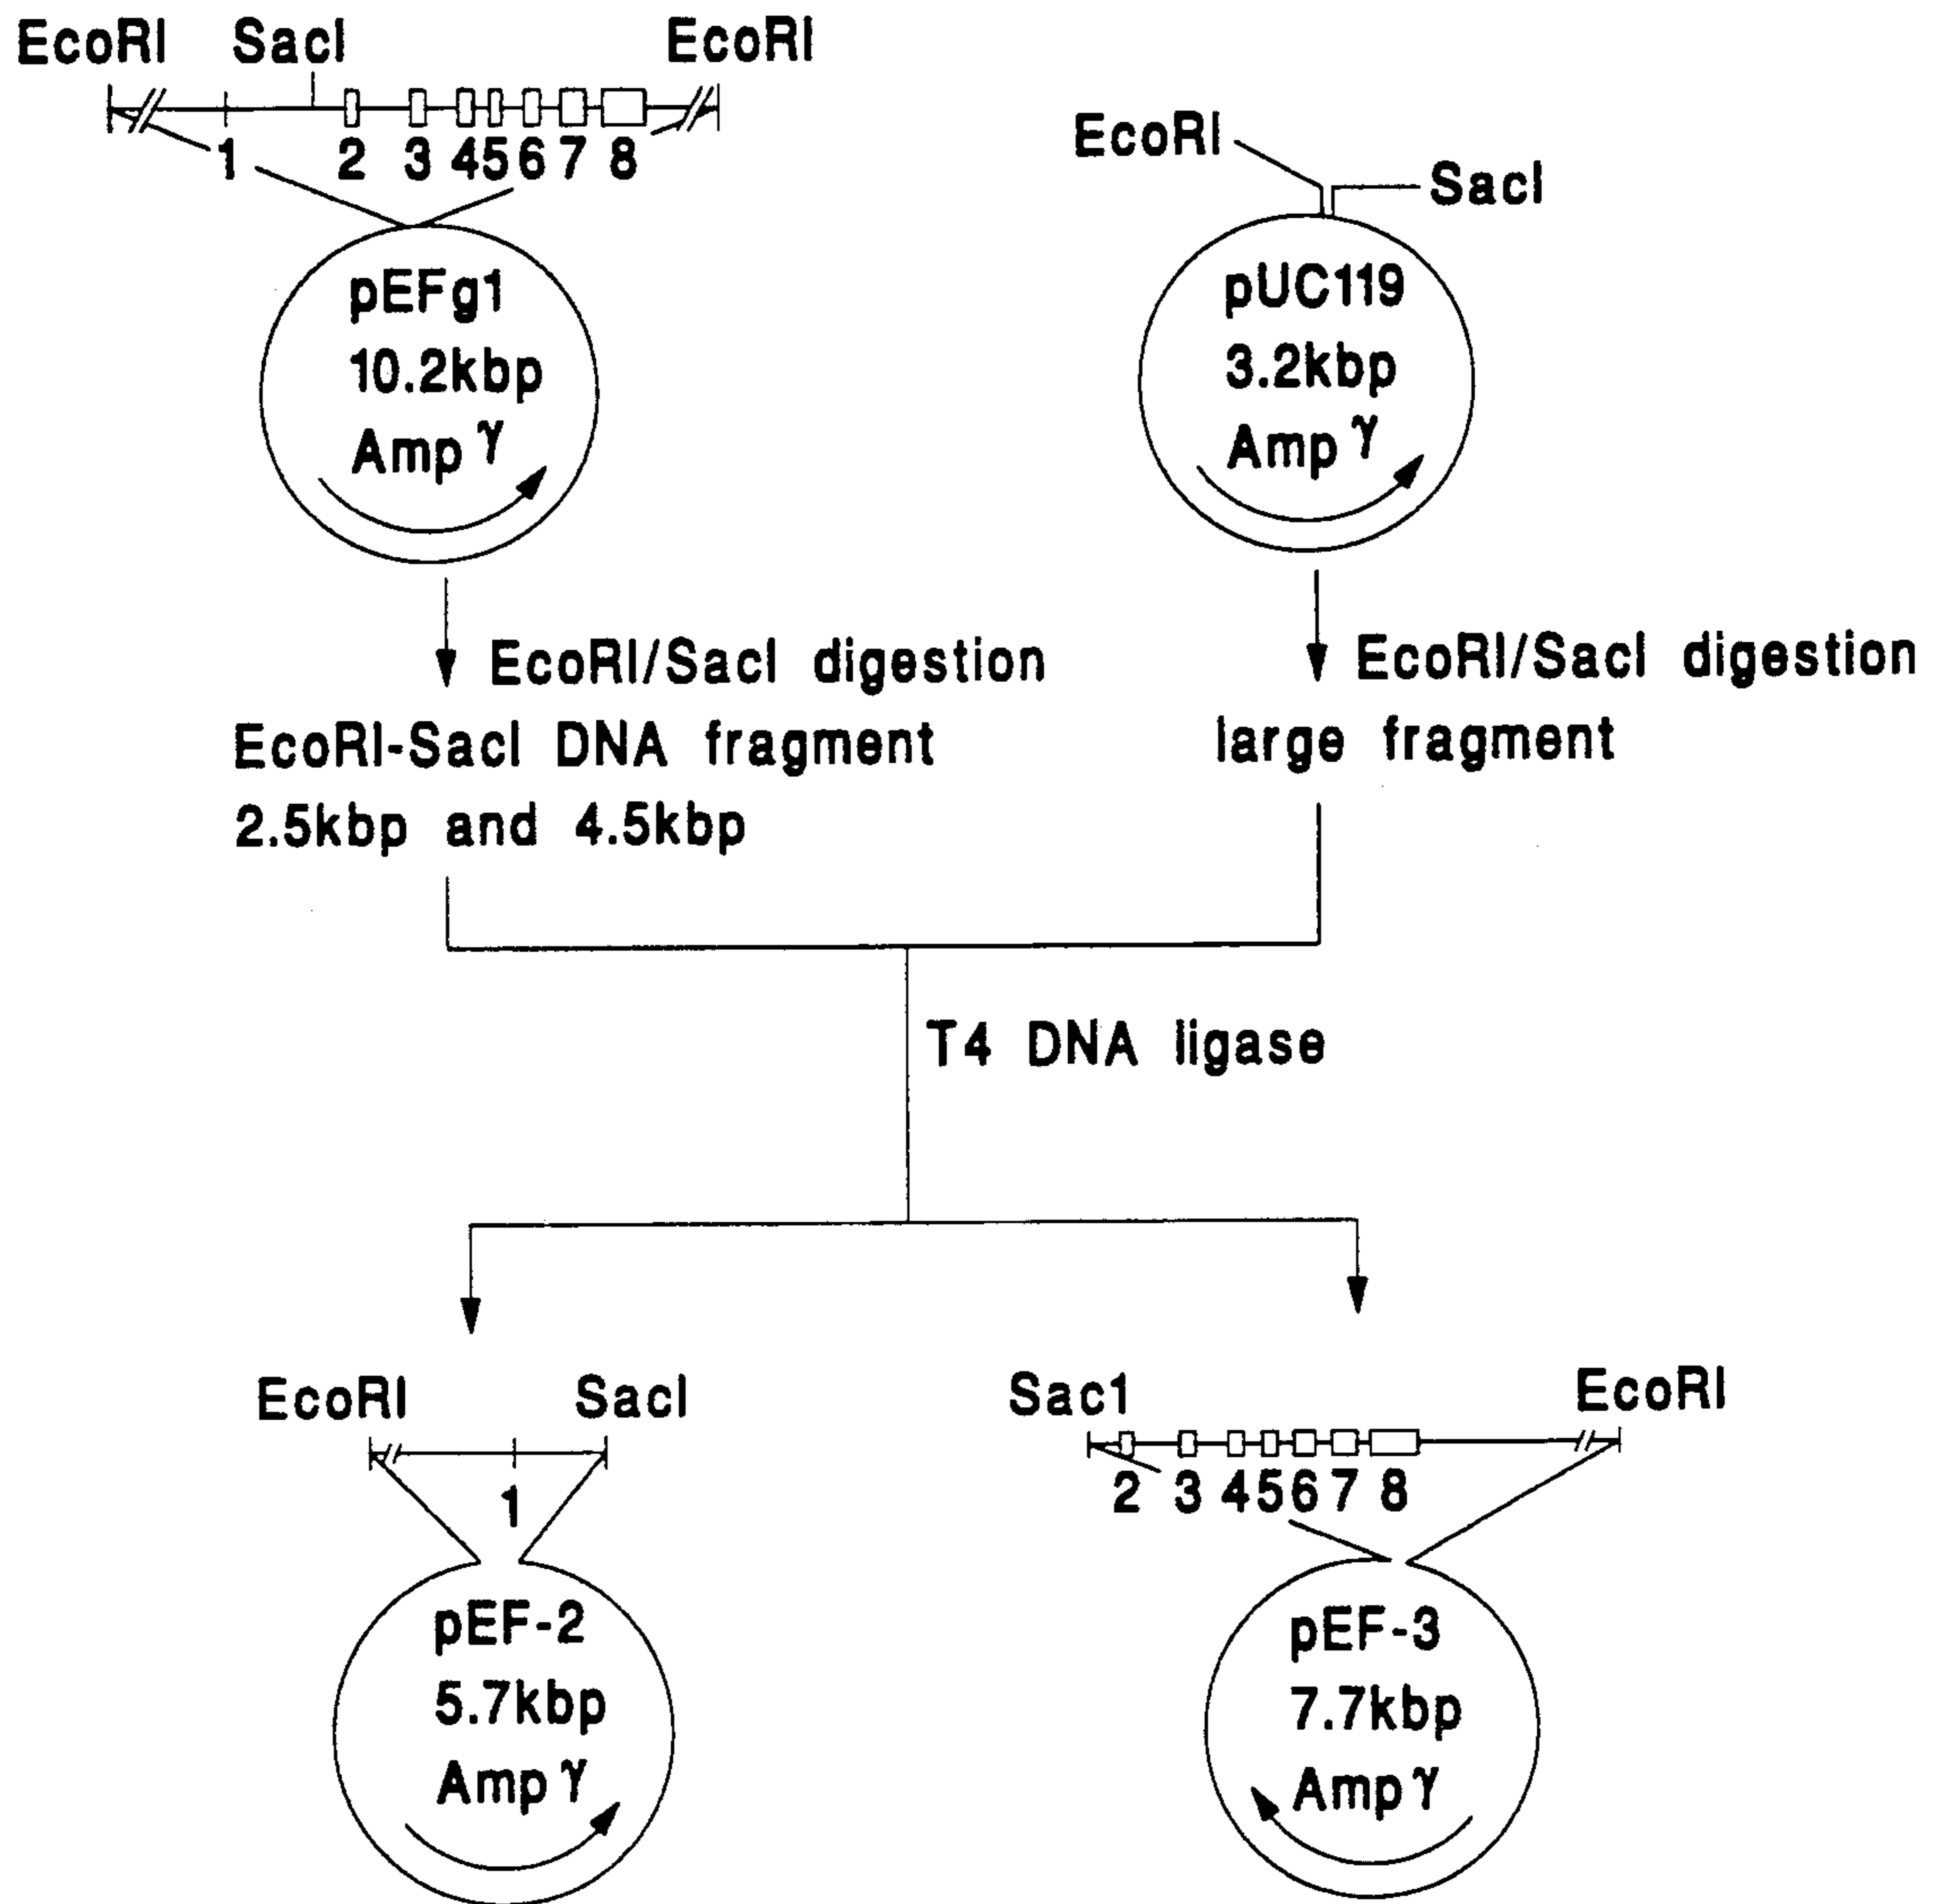 EcoRI SacI EcoRI
1 2 3 4 5 6 7 8
pEFg1
10.2kbp
Amp γ
EcoRI
SacI
pUC119
3.2kbp
Amp γ
EcoRI/SacI digestion
EcoRI-SacI DNA fragment
2.5kbp and 4.5kbp
EcoRI/SacI digestion
large fragment
T4 DNA ligase
EcoRI SacI
1
pEF-2
5.7kbp
Amp γ
Sac1 EcoRI
2 3 4 5 6 7 8
pEF-3
7.7kbp
Amp γ